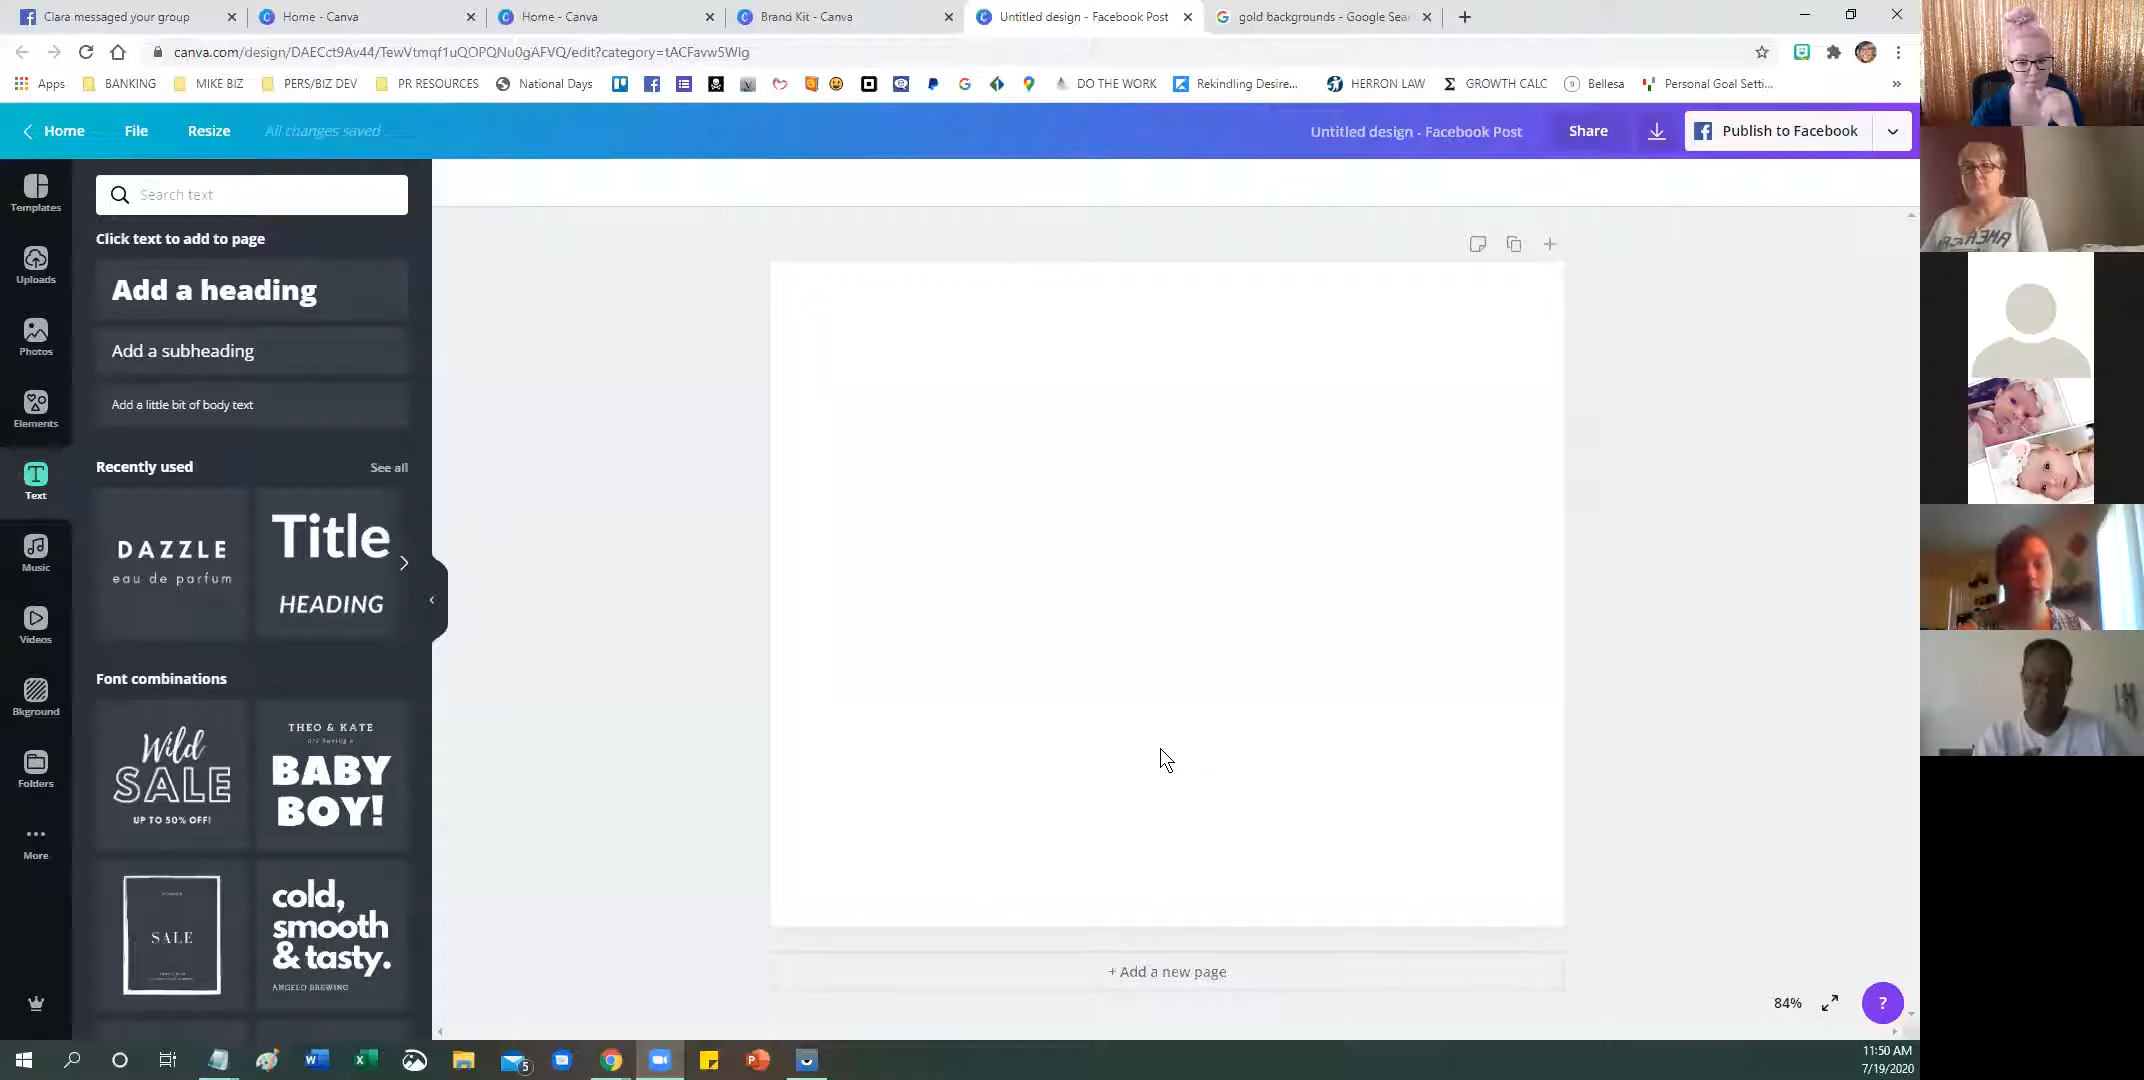 Clara messaged your group
Home - Canva
Home - Canva
Brand Kit - Canva
Untitled design - Facebook Post
gold backgrounds - Google Sear
canva.com/design/DAECct9Av44/TewVtmqf1uQOPQNu0gAFVQ/edit?category=tACFavw5WIg
Apps
BANKING
MIKE BIZ
PERS/BIZ DEV
PR RESOURCES
National Days
DO THE WORK
Rekindling Desire...
HERRON LAW
GROWTH CALC
Bellesa
Personal Goal Setti...
Home
File
Resize
All changes saved
Untitled design - Facebook Post
Share
Publish to Facebook
Templates
Uploads
Photos
Elements
Text
Music
Videos
Bkground
Folders
More
Search text
Click text to add to page
Add a heading
Add a subheading
Add a little bit of body text
Recently used
See all
DAZZLE
eau de parfum
Title
HEADING
Font combinations
Wild
SALE
UP TO 50% OFF!
THEO & KATE
are having a
BABY
BOY!
SALE
cold,
smooth
& tasty.
ANGELO BREWING
+ Add a new page
84%
?
5
11:50 AM
7/19/2020